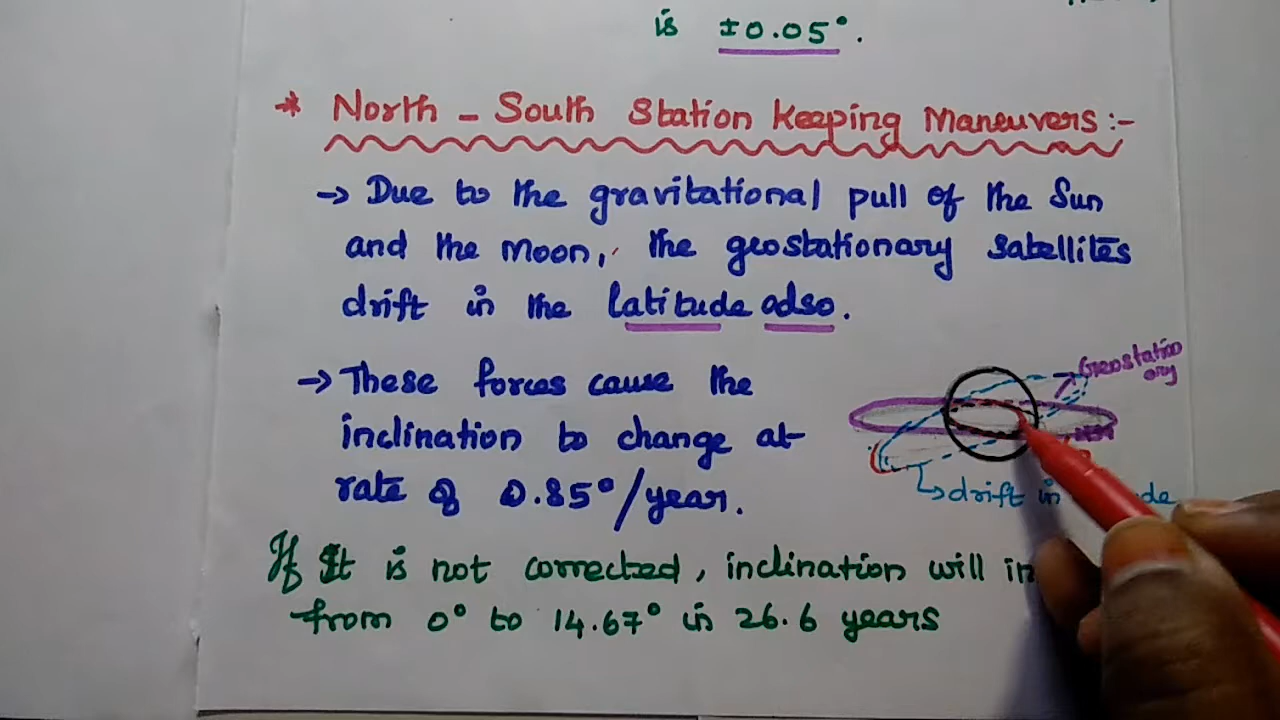 is ±0.05°.
* North - South Station Keeping Maneuvers:-
→ Due to the gravitational pull of the Sun
and the Moon, the geostationary satellites
drift in the latitude also.
→ These forces cause the
inclination to change at
rate of 0.85°/year.
Geostation
ary
drift in
If It is not corrected, inclination will in
from 0° to 14.67° in 26.6 years